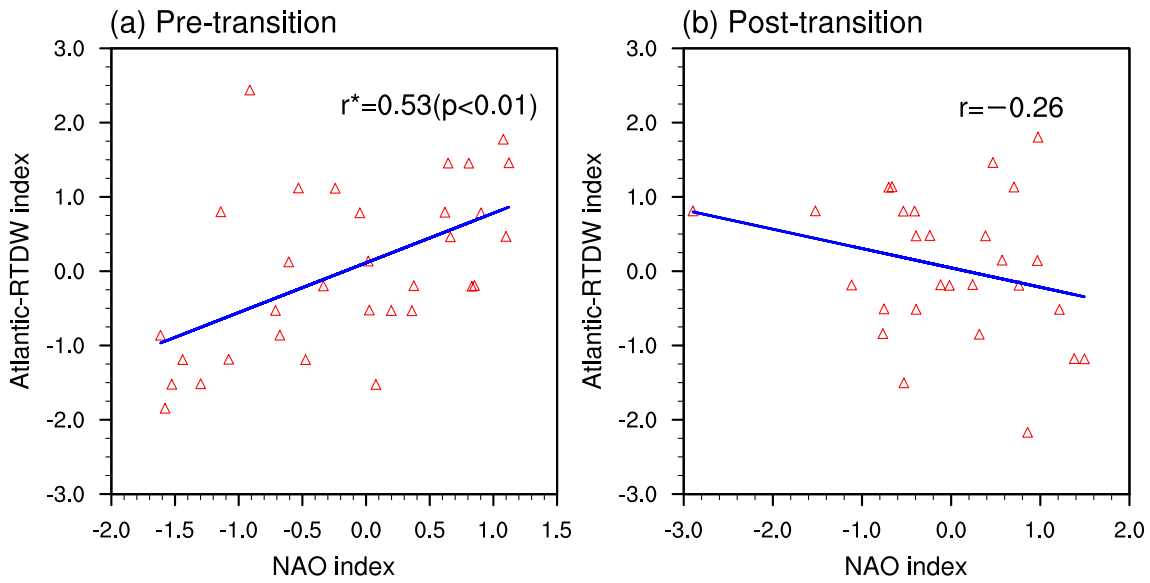 (a) Pre-transition
3.0
2.0
1.0
0.0
-1.0
-2.0
-3.0
Atlantic-RTDW index
r*=0.53(p<0.01)
-2.0 -1.5 -1.0 -0.5 0.0 0.5 1.0 1.5
NAO index
(b) Post-transition
3.0
2.0
1.0
0.0
-1.0
-2.0
-3.0
Atlantic-RTDW index
r=−0.26
-3.0 -2.0 -1.0 0.0 1.0 2.0
NAO index